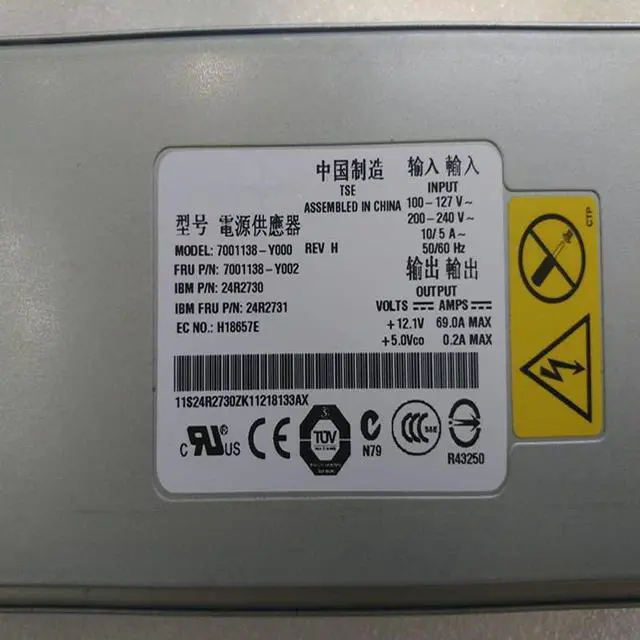 中国制造
TSE
ASSEMBLED IN CHINA
输入 輸入
INPUT
100-127 V~
200-240 V~
10/5 A~
50/60 Hz
型号 電源供應器
MODEL: 7001138-Y000 REV H
FRU P/N: 7001138-Y002
IBM P/N: 24R2730
IBM FRU P/N: 24R2731
EC NO.: H18657E
输出 輸出
OUTPUT
VOLTS AMPS
+12.1V 69.0A MAX
+5.0Vco 0.2A MAX
11S24R2730ZK11218133AX
C UR US
CE
TÜV
N79
CCC
S&E
R43250
CTP